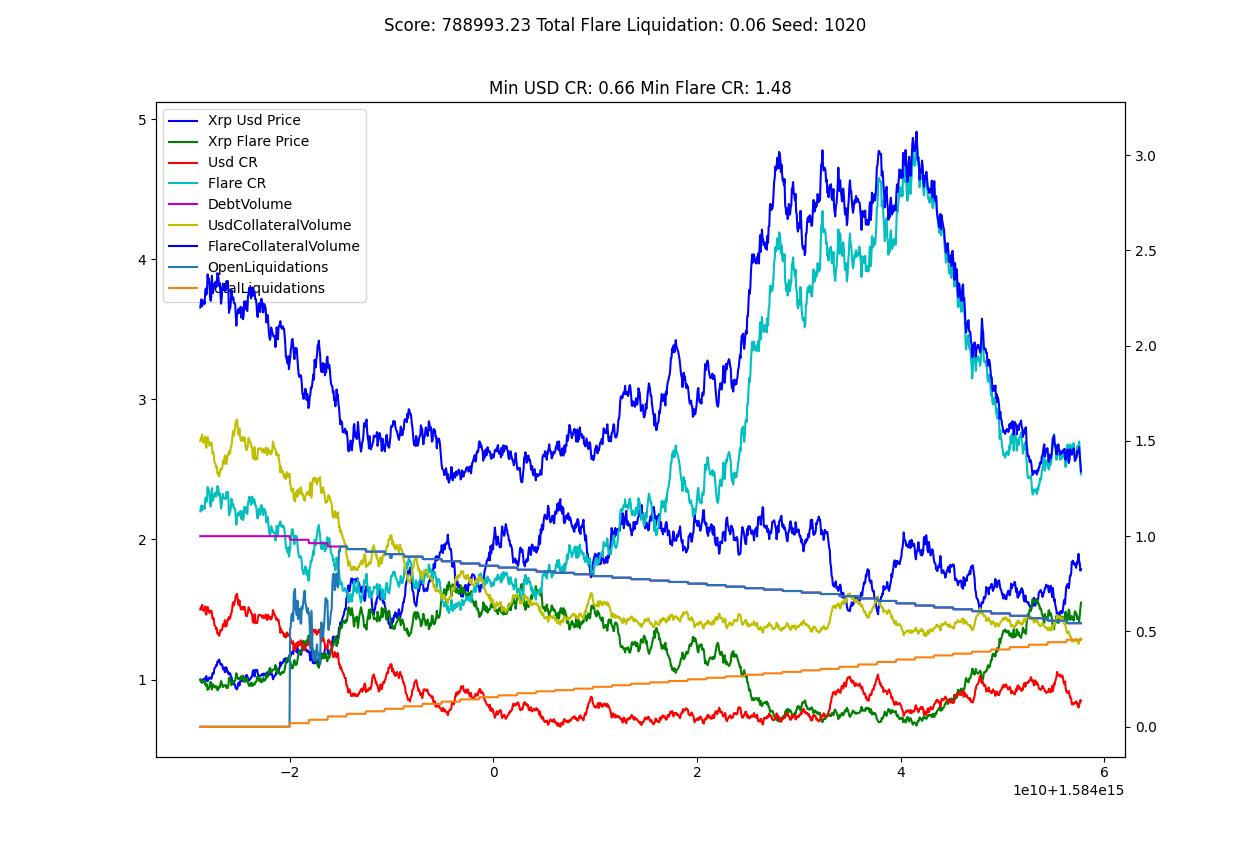 Score: 788993.23 Total Flare Liquidation: 0.06 Seed: 1020
Min USD CR: 0.66 Min Flare CR: 1.48
Xrp Usd Price
Xrp Flare Price
Usd CR
Flare CR
DebtVolume
UsdCollateralVolume
FlareCollateralVolume
OpenLiquidations
TotalLiquidations
5
4
3
2
1
3.0
2.5
2.0
1.5
1.0
0.5
0.0
−2
0
2
4
6
1e10+1.584e15